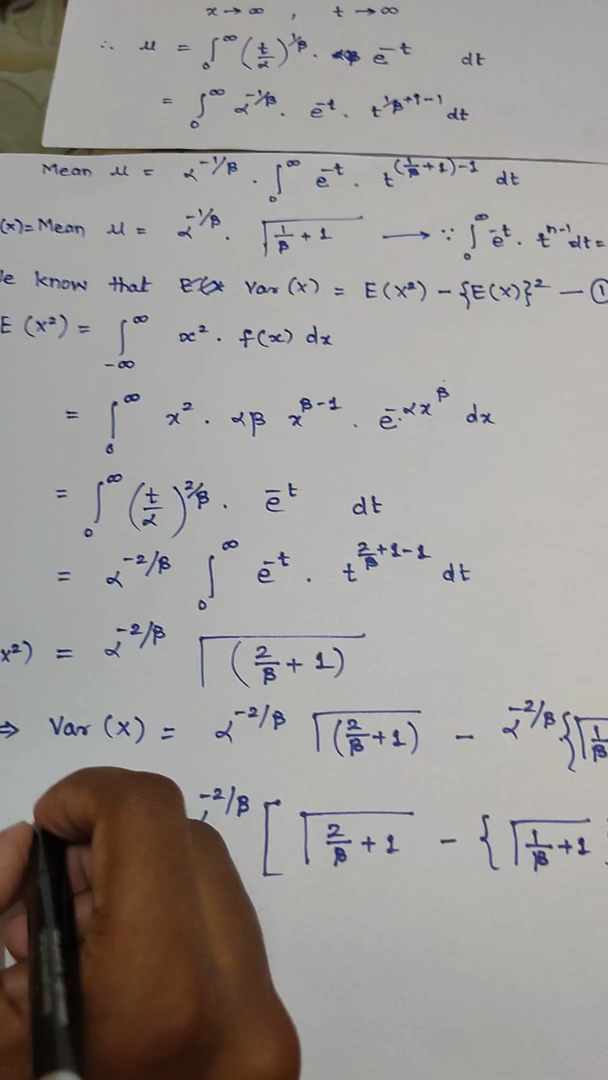 x → ∞ , t → ∞
∴ μ = ∫₀^∞ (t/α)^{1/β} · e^{-t} dt
= ∫₀^∞ α^{-1/β} · e^{-t} · t^{1/β+1-1} dt
Mean μ = α^{-1/β} · ∫₀^∞ e^{-t} · t^{(1/β+1)-1} dt
(x) = Mean μ = α^{-1/β} · Γ(1/β + 1) ⟶ ∵ ∫₀^∞ e^{-t} · t^{n-1} dt =
e know that Var (x) = E(x²) - {E(x)}² — ①
E (x²) = ∫_{-∞}^∞ x² · f(x) dx
= ∫₀^∞ x² · αβ x^{β-1} · e^{-αx^β} dx
= ∫₀^∞ (t/α)^{2/β} · e^{-t} dt
= α^{-2/β} ∫₀^∞ e^{-t} · t^{2/β+1-1} dt
x²) = α^{-2/β} Γ(2/β + 1)
⇒ Var (x) = α^{-2/β} Γ(2/β + 1) - α^{-2/β} {Γ 1/β
-2/β [ Γ 2/β + 1 - { Γ 1/β + 1